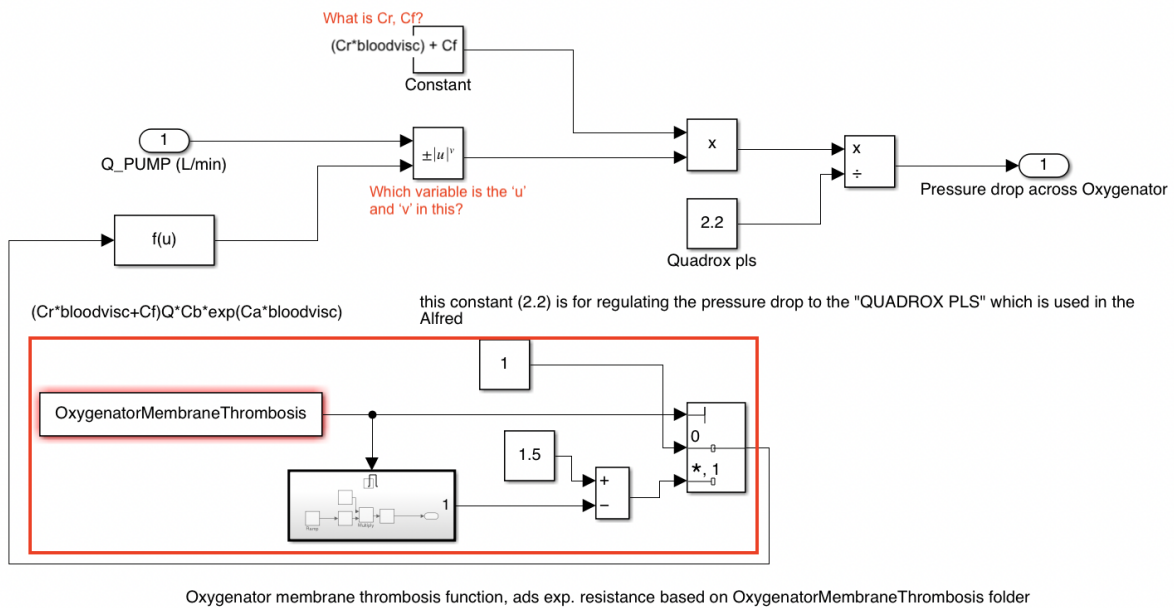 What is Cr, Cf?
(Cr*bloodvisc) + Cf
Constant
1
Q_PUMP (L/min)
±|u|ᵛ
Which variable is the ‘u’
and ‘v’ in this?
x
x
÷
1
Pressure drop across Oxygenator
2.2
Quadrox pls
f(u)
(Cr*bloodvisc+Cf)Q*Cb*exp(Ca*bloodvisc)
this constant (2.2) is for regulating the pressure drop to the "QUADROX PLS" which is used in the
Alfred
1
OxygenatorMembraneThrombosis
0
*, 1
1.5
+
−
1
Multiply
Oxygenator membrane thrombosis function, ads exp. resistance based on OxygenatorMembraneThrombosis folder